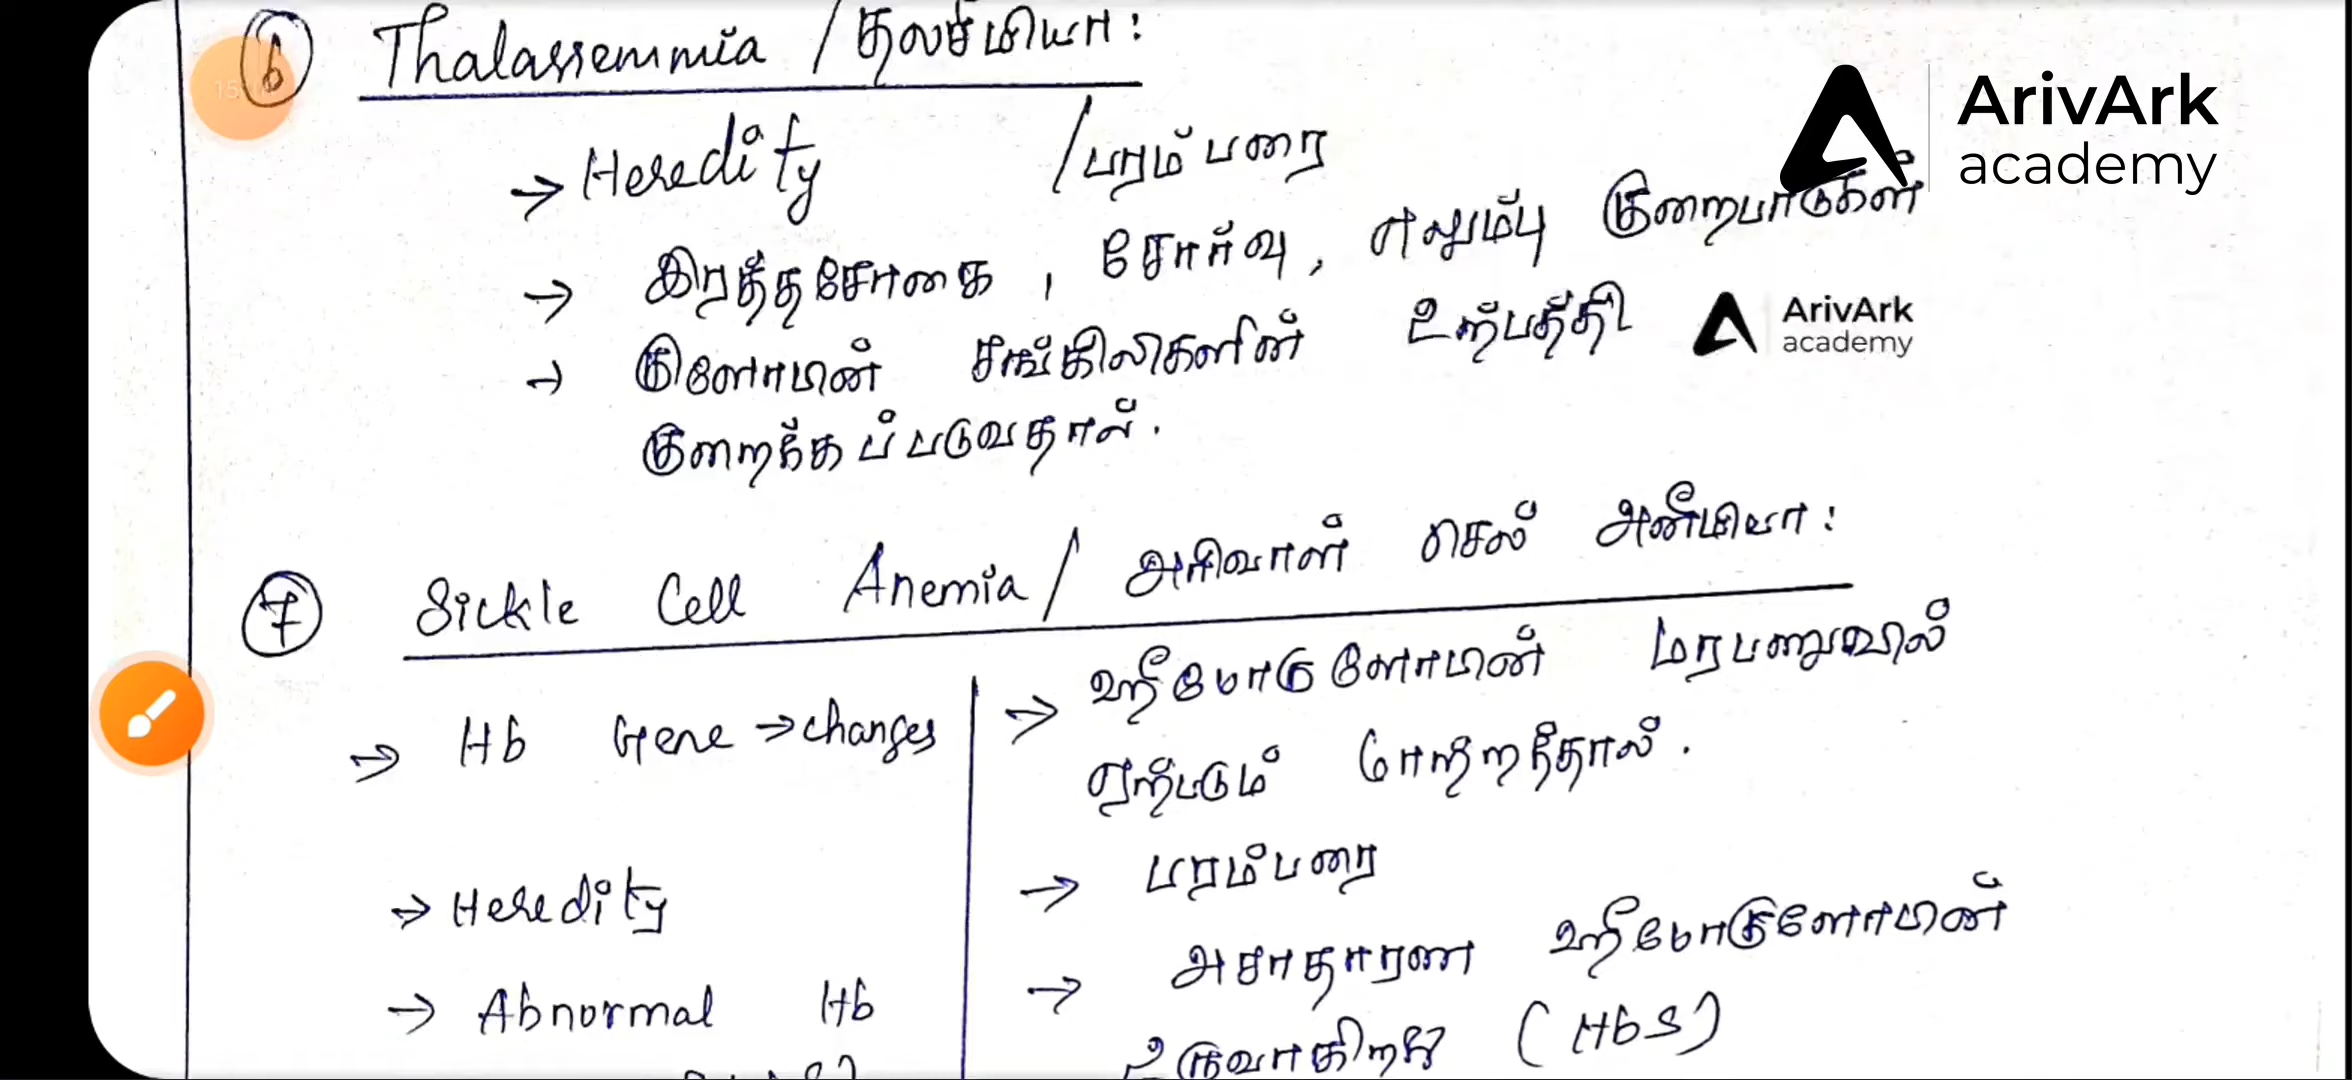 6 Thalassemmia / தலசீமியா :
→ Heredity / பரம்பரை
ArivArk
academy
→ இரத்தசோகை , சோர்வு , எலும்பு குறைபாடுகள்
→ குளோபின் சங்கிலிகளின் உற்பத்தி
ArivArk
academy
குறைக்கப்படுவதால் .
7 Sickle Cell Anemia / அரிவாள் செல் அனீமியா :
→ Hb Gene → changes
→ Heredity
→ Abnormal Hb
→ ஹீமோகுளோபின் மரபணுவில்
ஏற்படும் மாற்றத்தால் .
→ பரம்பரை
→ அசாதாரண ஹீமோகுளோபின்
உருவாகிறது (HbS)